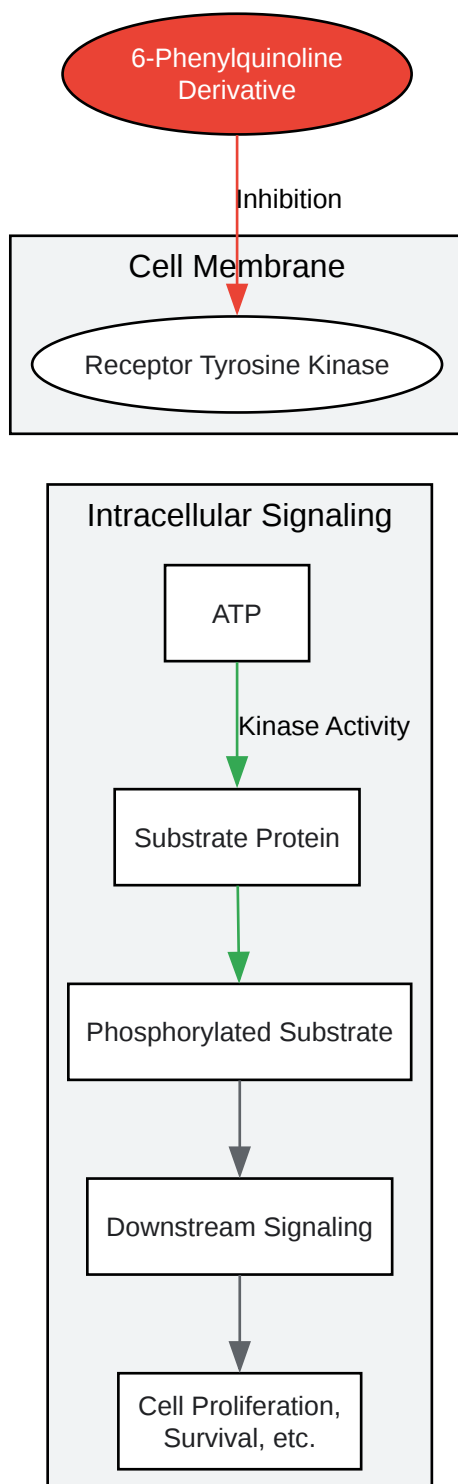 6-Phenylquinoline
Derivative
Inhibition
Cell Membrane
Receptor Tyrosine Kinase
Intracellular Signaling
ATP
Kinase Activity
Substrate Protein
Phosphorylated Substrate
Downstream Signaling
Cell Proliferation,
Survival, etc.